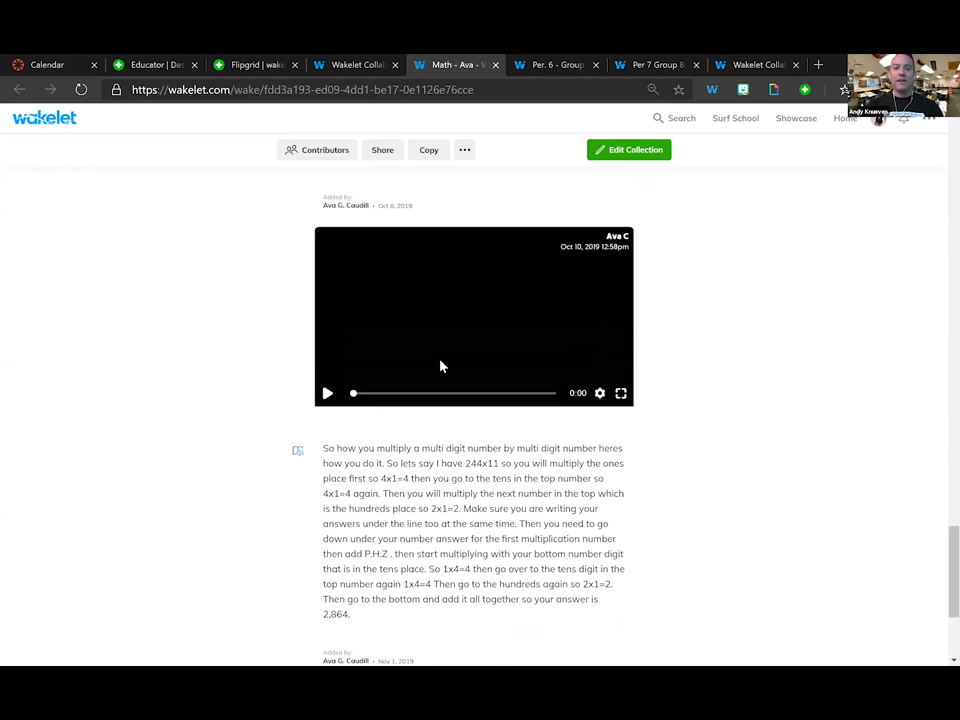 Calendar
Educator | Das
Flipgrid | wake
Wakelet Colla
Math - Ava - W
Per. 6 - Group
Per 7 Group 8
Wakelet Colla
https://wakelet.com/wake/fdd3a193-ed09-4dd1-be17-0e1126e76cce
Andy Knueven
wakelet
Search
Surf School
Showcase
Home
Contributors
Share
Copy
Edit Collection
Added by:
Ava G. Caudill • Oct 8, 2019
Ava C
Oct 10, 2019 12:58pm
0:00
So how you multiply a multi digit number by multi digit number heres
how you do it. So lets say I have 244x11 so you will multiply the ones
place first so 4x1=4 then you go to the tens in the top number so
4x1=4 again. Then you will multiply the next number in the top which
is the hundreds place so 2x1=2. Make sure you are writing your
answers under the line too at the same time. Then you need to go
down under your number answer for the first multiplication number
then add P.H.Z . then start multiplying with your bottom number digit
that is in the tens place. So 1x4=4 then go over to the tens digit in the
top number again 1x4=4 Then go to the hundreds again so 2x1=2.
Then go to the bottom and add it all together so your answer is
2,864.
Added by:
Ava G. Caudill • Nov 1, 2019